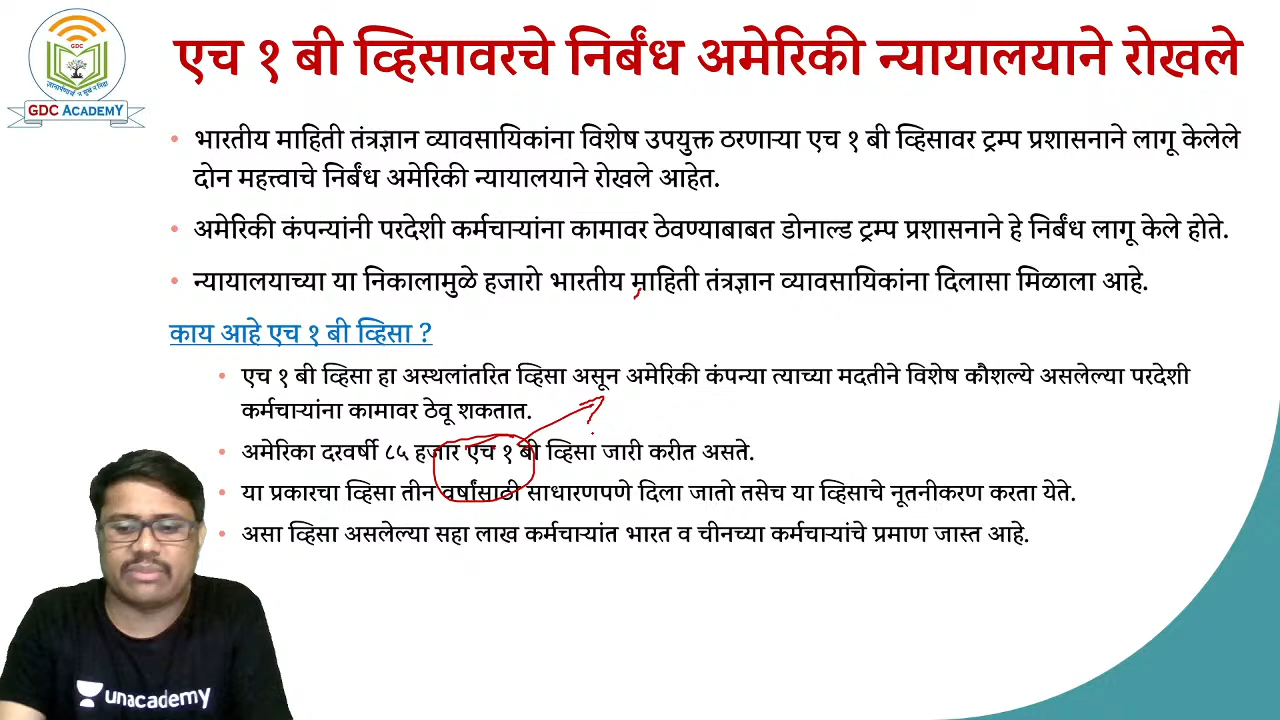 GDC
GDC ACADEMY
एच १ बी व्हिसावरचे निर्बंध अमेरिकी न्यायालयाने रोखले
• भारतीय माहिती तंत्रज्ञान व्यावसायिकांना विशेष उपयुक्त ठरणाऱ्या एच १ बी व्हिसावर ट्रम्प प्रशासनाने लागू केलेले
दोन महत्त्वाचे निर्बंध अमेरिकी न्यायालयाने रोखले आहेत.
• अमेरिकी कंपन्यांनी परदेशी कर्मचाऱ्यांना कामावर ठेवण्याबाबत डोनाल्ड ट्रम्प प्रशासनाने हे निर्बंध लागू केले होते.
• न्यायालयाच्या या निकालामुळे हजारो भारतीय माहिती तंत्रज्ञान व्यावसायिकांना दिलासा मिळाला आहे.
काय आहे एच १ बी व्हिसा ?
• एच १ बी व्हिसा हा अस्थलांतरित व्हिसा असून अमेरिकी कंपन्या त्याच्या मदतीने विशेष कौशल्ये असलेल्या परदेशी
कर्मचाऱ्यांना कामावर ठेवू शकतात.
• अमेरिका दरवर्षी ८५ हजार एच १ बी व्हिसा जारी करीत असते.
• या प्रकारचा व्हिसा तीन वर्षांसाठी साधारणपणे दिला जातो तसेच या व्हिसाचे नूतनीकरण करता येते.
• असा व्हिसा असलेल्या सहा लाख कर्मचाऱ्यांत भारत व चीनच्या कर्मचाऱ्यांचे प्रमाण जास्त आहे.
unacademy